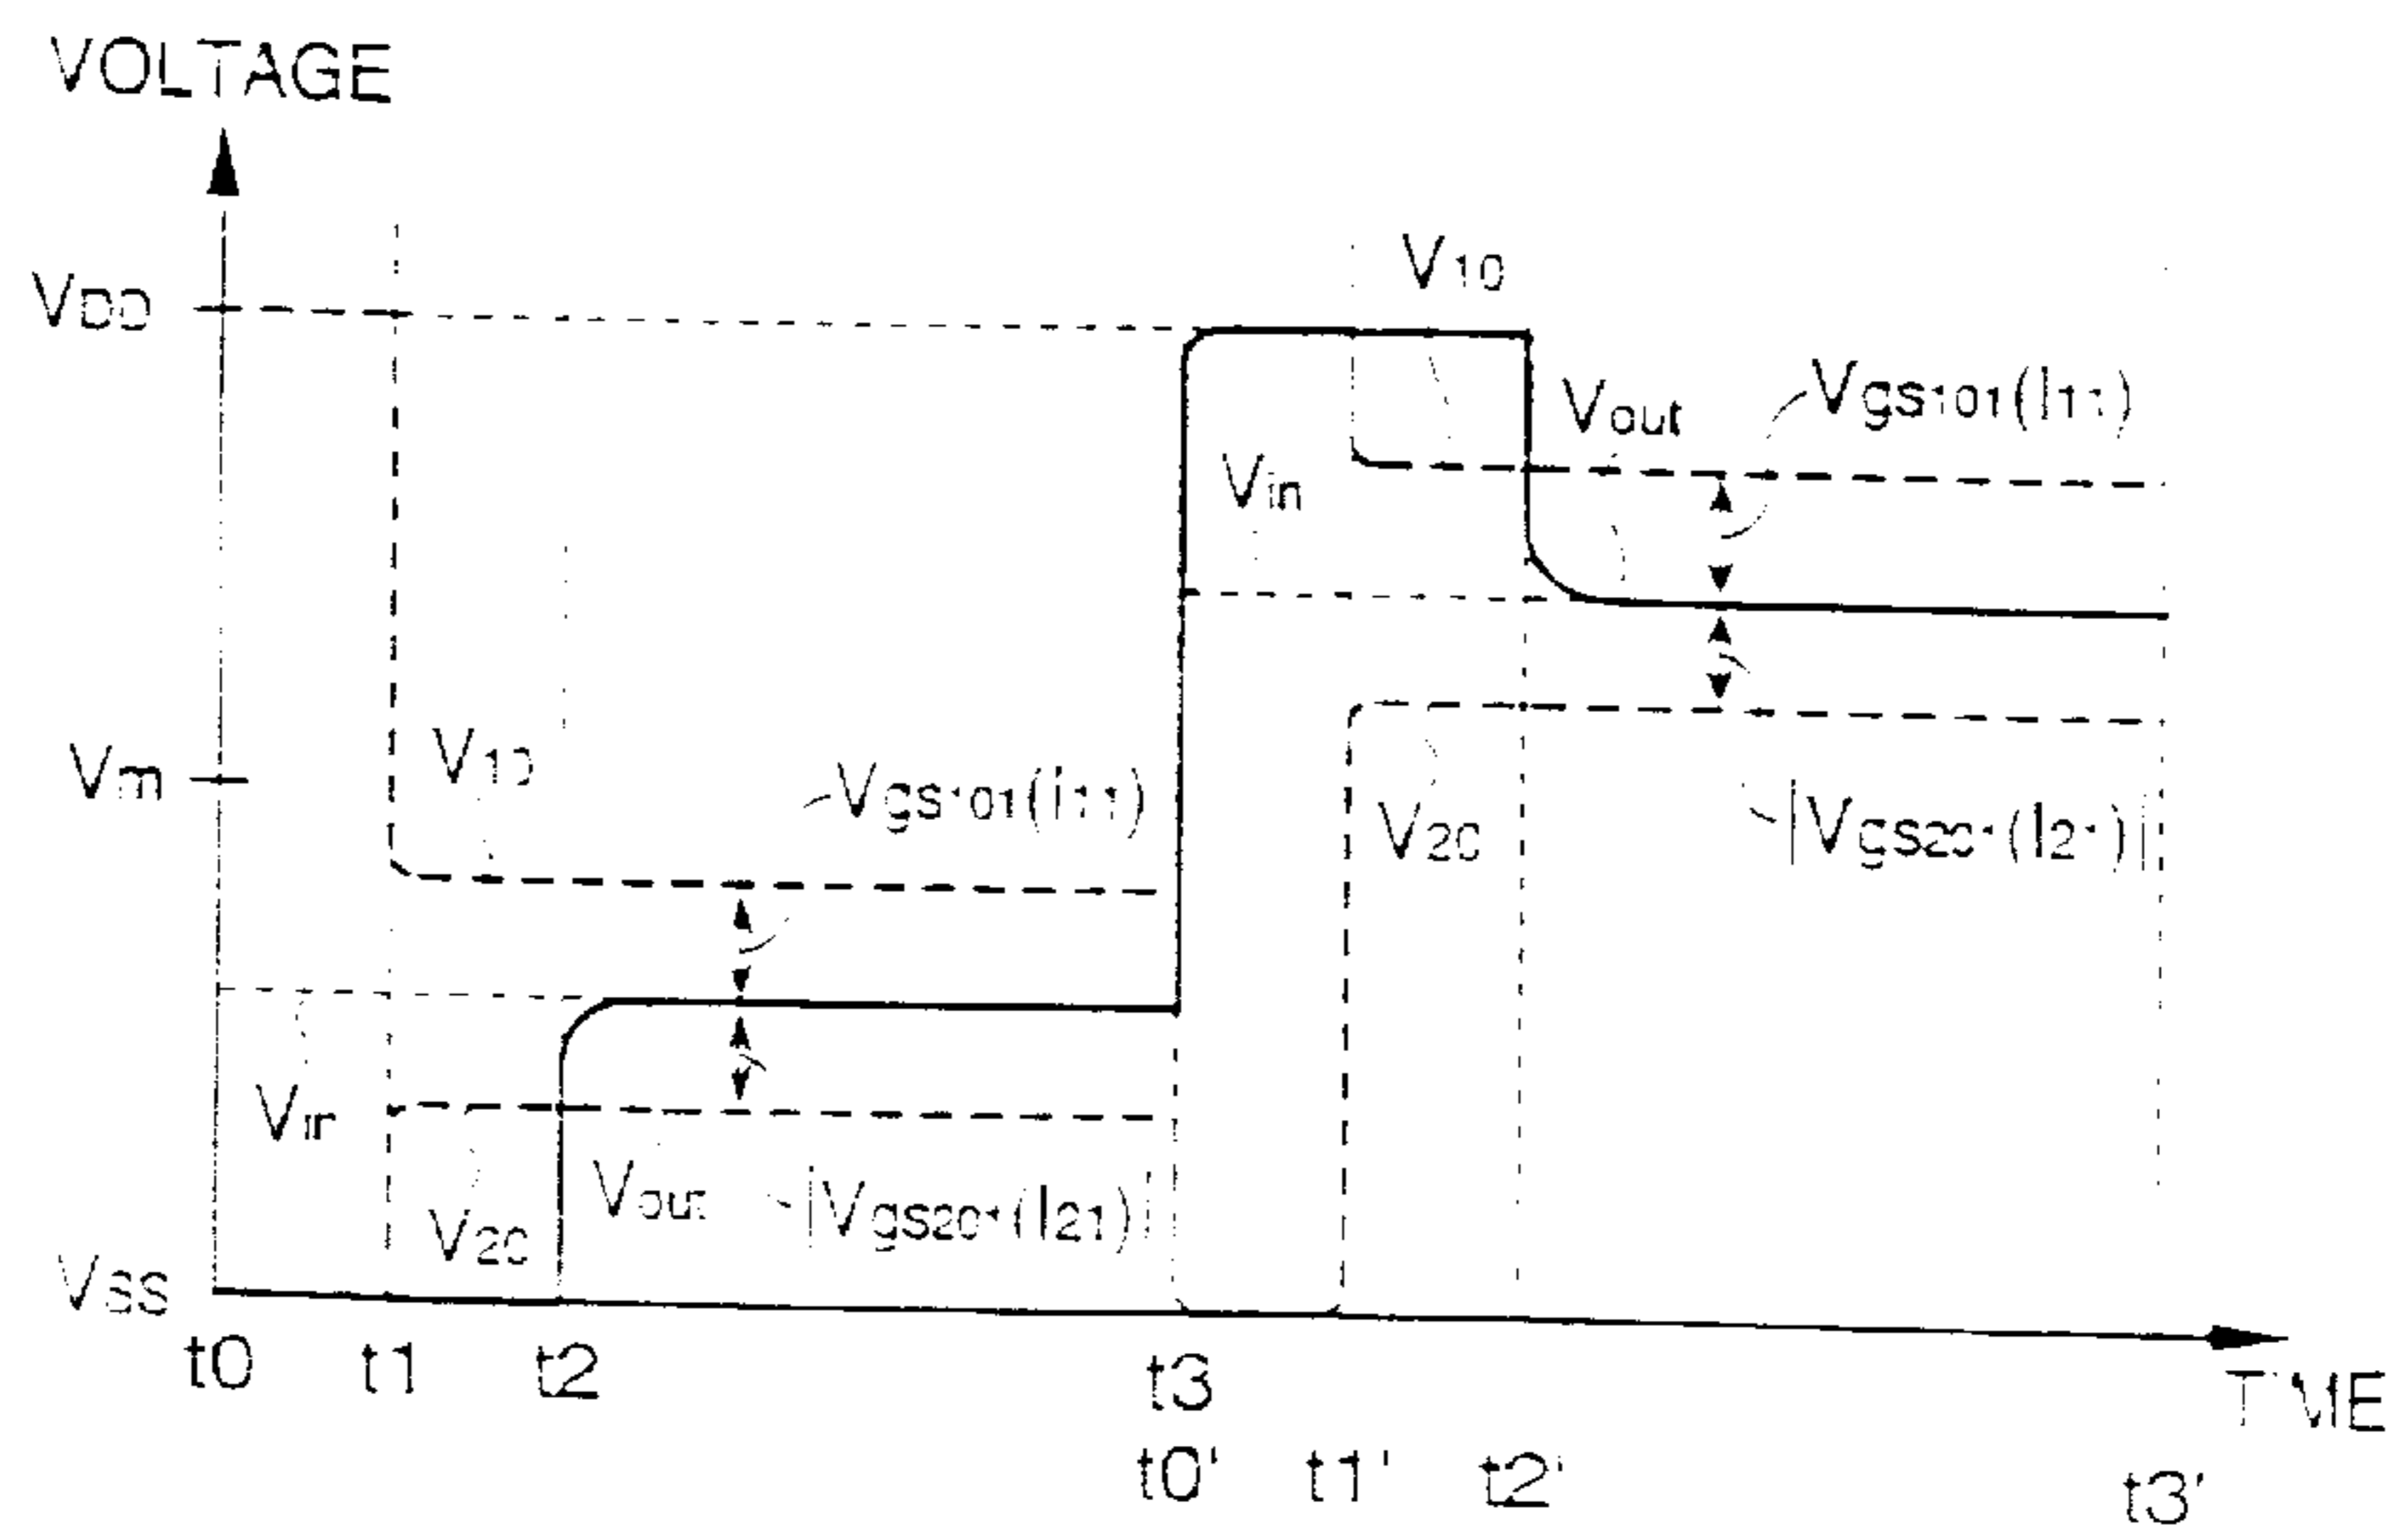 VOLTAGE
VDD
V10
Vgs101(I11)
Vout
Vin
Vm
V10
Vgs101(i11)
V20
|Vgs201(I21)|
Vin
Vout
|Vgs201(I21)|
V20
VSS
t0 t1 t2 t3
TIME
t0' t1' t2' t3'